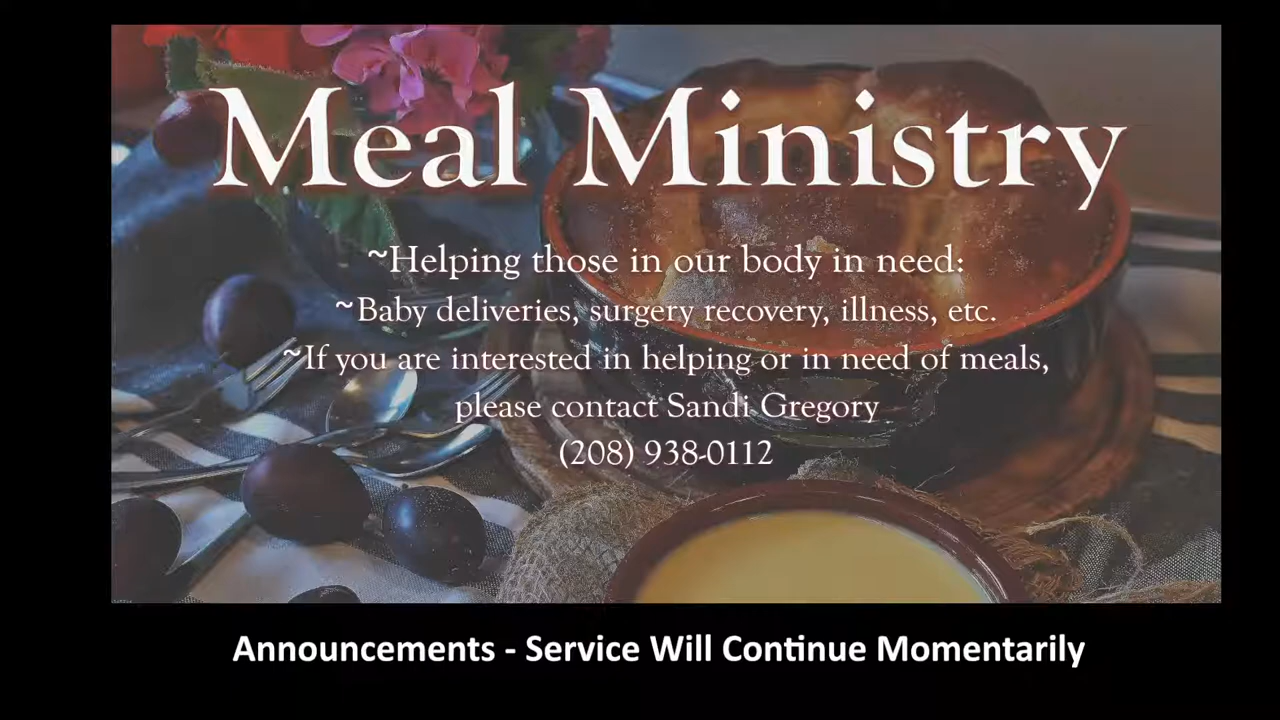 Meal Ministry
~Helping those in our body in need:
~Baby deliveries, surgery recovery, illness, etc.
~If you are interested in helping or in need of meals,
please contact Sandi Gregory
(208) 938-0112
Announcements - Service Will Continue Momentarily